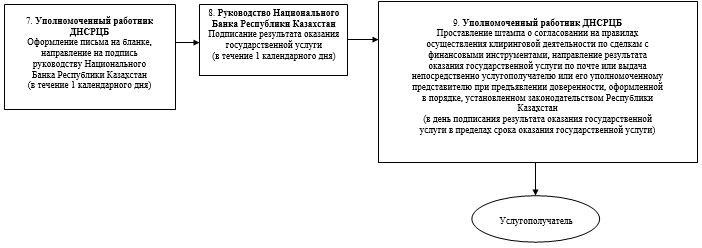 7. Уполномоченный работник
ДНСРЦБ
Оформление письма на бланке,
направление на подпись
руководству Национального
Банка Республики Казахстан
(в течение 1 календарного дня)
8. Руководство Национального
Банка Республики Казахстан
Подписание результата оказания
государственной услуги
(в течение 1 календарного дня)
9. Уполномоченный работник ДНСРЦБ
Проставление штампа о согласовании на правилах
осуществления клиринговой деятельности по сделкам с
финансовыми инструментами, направление результата
оказания государственной услуги по почте или выдача
непосредственно услугополучателю или его уполномоченному
представителю при предъявлении доверенности, оформленной
в порядке, установленном законодательством Республики
Казахстан
(в день подписания результата оказания государственной
услуги в пределах срока оказания государственной услуги)
Услугополучатель